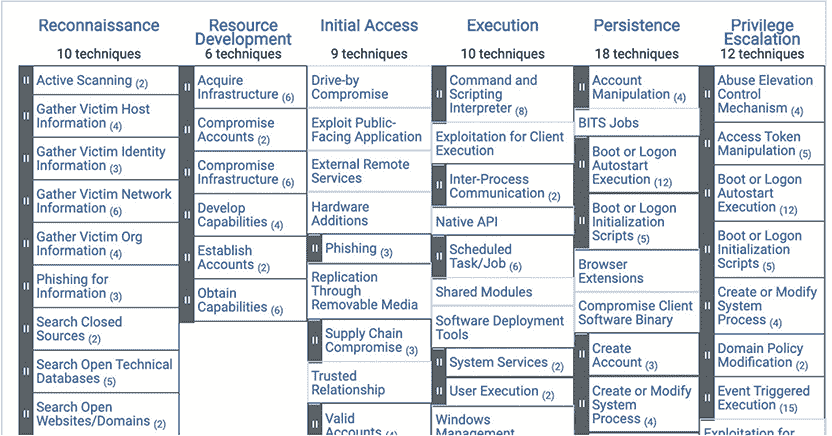 Reconnaissance
10 techniques
Active Scanning (2)
Gather Victim Host
Information (4)
Gather Victim Identity
Information (3)
Gather Victim Network
Information (6)
Gather Victim Org
Information (4)
Phishing for
Information (3)
Search Closed
Sources (2)
Search Open Technical
Databases (5)
Search Open
Websites/Domains (2)
Resource
Development
6 techniques
Acquire
Infrastructure (6)
Compromise
Accounts (2)
Compromise
Infrastructure (6)
Develop
Capabilities (4)
Establish
Accounts (2)
Obtain
Capabilities (6)
Initial Access
9 techniques
Drive-by
Compromise
Exploit Public-
Facing Application
External Remote
Services
Hardware
Additions
Phishing (3)
Replication
Through
Removable Media
Supply Chain
Compromise (3)
Trusted
Relationship
Valid
Accounts (4)
Execution
10 techniques
Command and
Scripting
Interpreter (8)
Exploitation for Client
Execution
Inter-Process
Communication (2)
Native API
Scheduled
Task/Job (6)
Shared Modules
Software Deployment
Tools
System Services (2)
User Execution (2)
Windows
Management
Persistence
18 techniques
Account
Manipulation (4)
BITS Jobs
Boot or Logon
Autostart
Execution (12)
Boot or Logon
Initialization
Scripts (5)
Browser
Extensions
Compromise Client
Software Binary
Create
Account (3)
Create or Modify
System
Process (4)
Privilege
Escalation
12 techniques
Abuse Elevation
Control
Mechanism (4)
Access Token
Manipulation (5)
Boot or Logon
Autostart
Execution (12)
Boot or Logon
Initialization
Scripts (5)
Create or Modify
System
Process (4)
Domain Policy
Modification (2)
Event Triggered
Execution (15)
Exploitation for